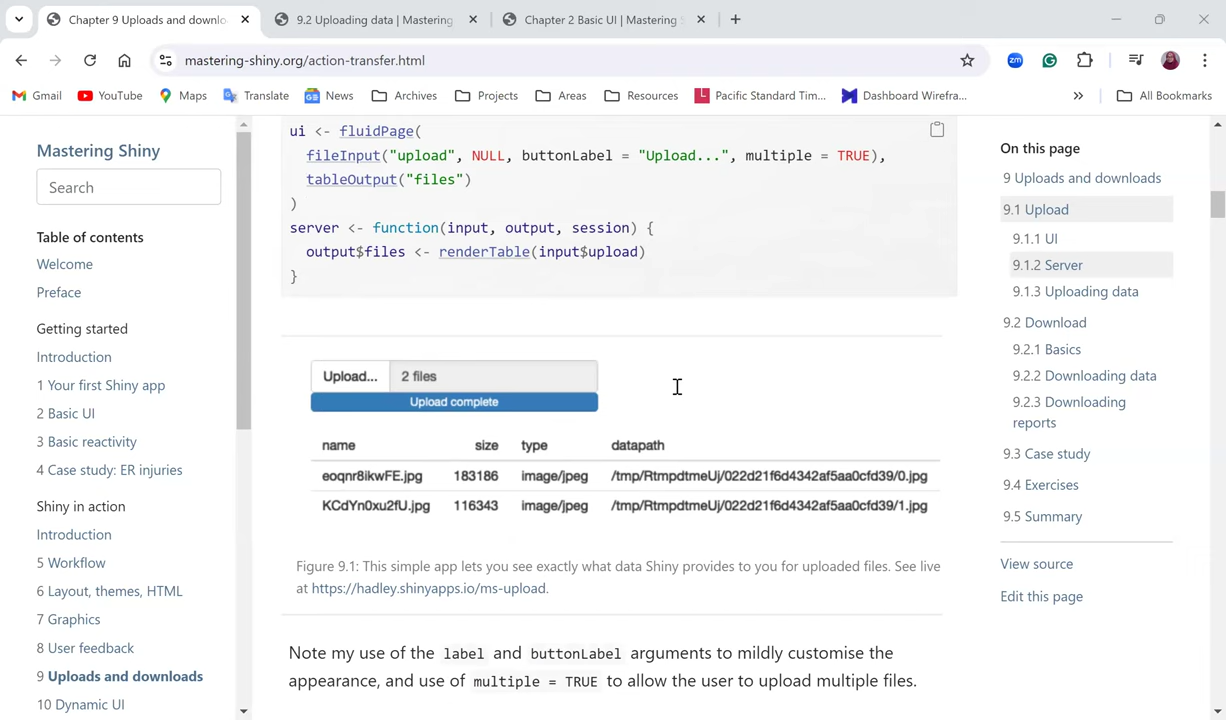 Chapter 9 Uploads and downlo
9.2 Uploading data | Mastering
Chapter 2 Basic UI | Mastering S
mastering-shiny.org/action-transfer.html
zm
Gmail
YouTube
Maps
Translate
News
Archives
Projects
Areas
Resources
Pacific Standard Tim...
Dashboard Wirefra...
All Bookmarks
Mastering Shiny
Search
Table of contents
Welcome
Preface
Getting started
Introduction
1 Your first Shiny app
2 Basic UI
3 Basic reactivity
4 Case study: ER injuries
Shiny in action
Introduction
5 Workflow
6 Layout, themes, HTML
7 Graphics
8 User feedback
9 Uploads and downloads
10 Dynamic UI
ui <- fluidPage(
fileInput("upload", NULL, buttonLabel = "Upload...", multiple = TRUE),
tableOutput("files")
)
server <- function(input, output, session) {
output$files <- renderTable(input$upload)
}
Upload... 2 files
Upload complete
name size type datapath
eoqnr8ikwFE.jpg 183186 image/jpeg /tmp/RtmpdtmeUj/022d21f6d4342af5aa0cfd39/0.jpg
KCdYn0xu2fU.jpg 116343 image/jpeg /tmp/RtmpdtmeUj/022d21f6d4342af5aa0cfd39/1.jpg
Figure 9.1: This simple app lets you see exactly what data Shiny provides to you for uploaded files. See live
at https://hadley.shinyapps.io/ms-upload.
Note my use of the label and buttonLabel arguments to mildly customise the
appearance, and use of multiple = TRUE to allow the user to upload multiple files.
On this page
9 Uploads and downloads
9.1 Upload
9.1.1 UI
9.1.2 Server
9.1.3 Uploading data
9.2 Download
9.2.1 Basics
9.2.2 Downloading data
9.2.3 Downloading
reports
9.3 Case study
9.4 Exercises
9.5 Summary
View source
Edit this page